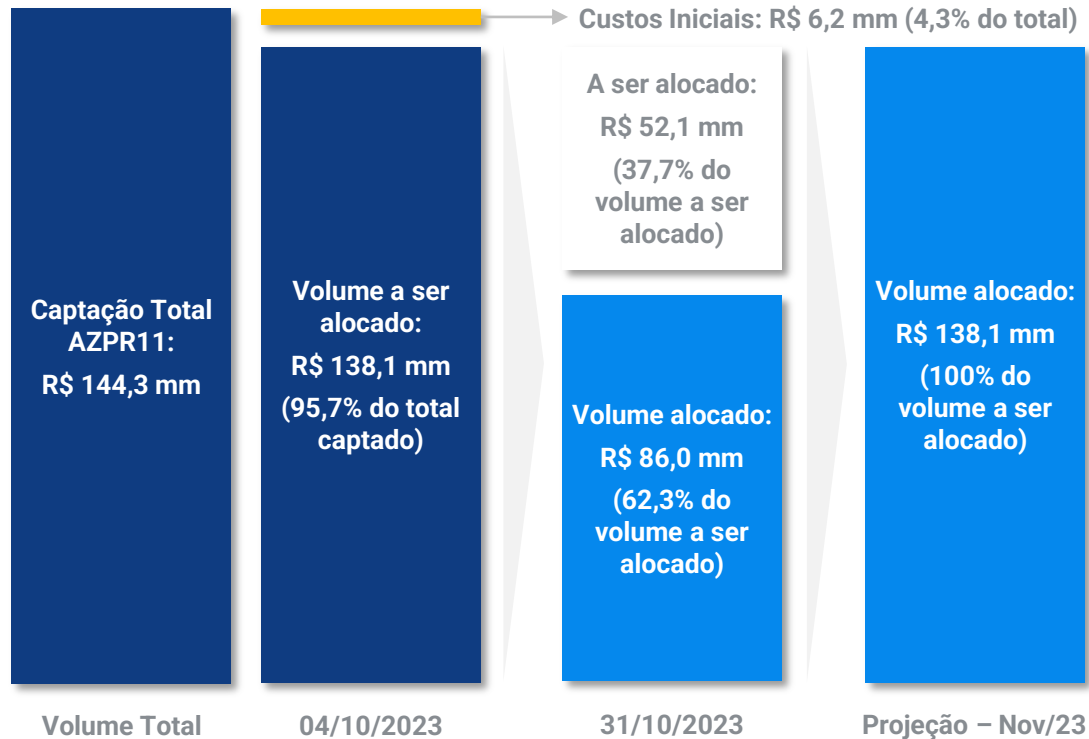 Custos Iniciais: R$ 6,2 mm (4,3% do total)
Captação Total
AZPR11:
R$ 144,3 mm
Volume a ser
alocado:
R$ 138,1 mm
(95,7% do total
captado)
A ser alocado:
R$ 52,1 mm
(37,7% do
volume a ser
alocado)
Volume alocado:
R$ 86,0 mm
(62,3% do
volume a ser
alocado)
Volume alocado:
R$ 138,1 mm
(100% do
volume a ser
alocado)
Volume Total
04/10/2023
31/10/2023
Projeção – Nov/23